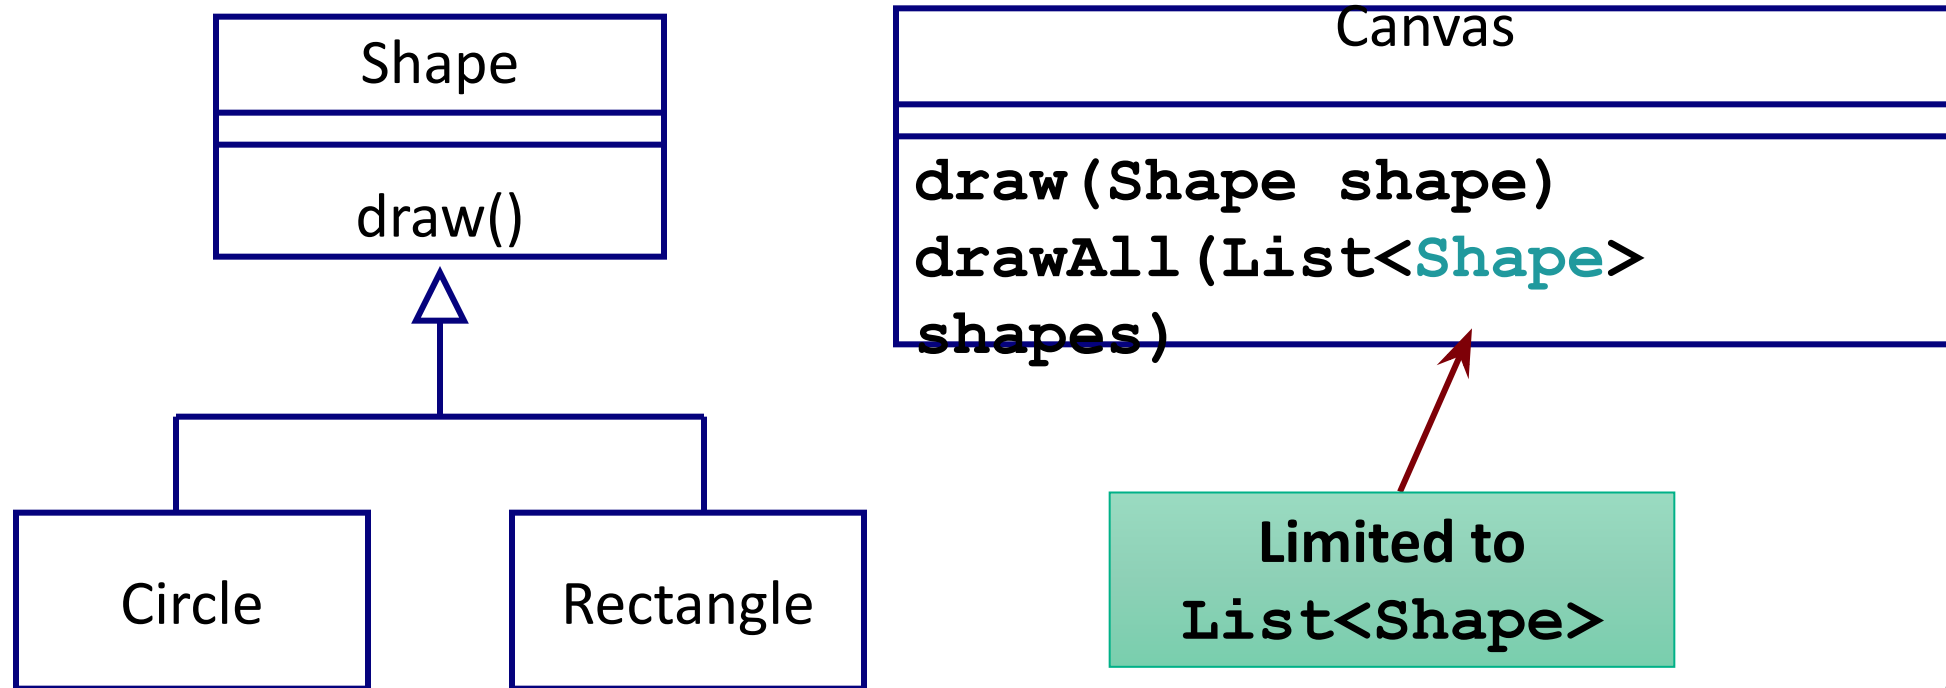 Shape
draw()
Circle
Rectangle
Canvas
draw(Shape shape)
drawAll(List<Shape>
shapes)
Limited to
List<Shape>